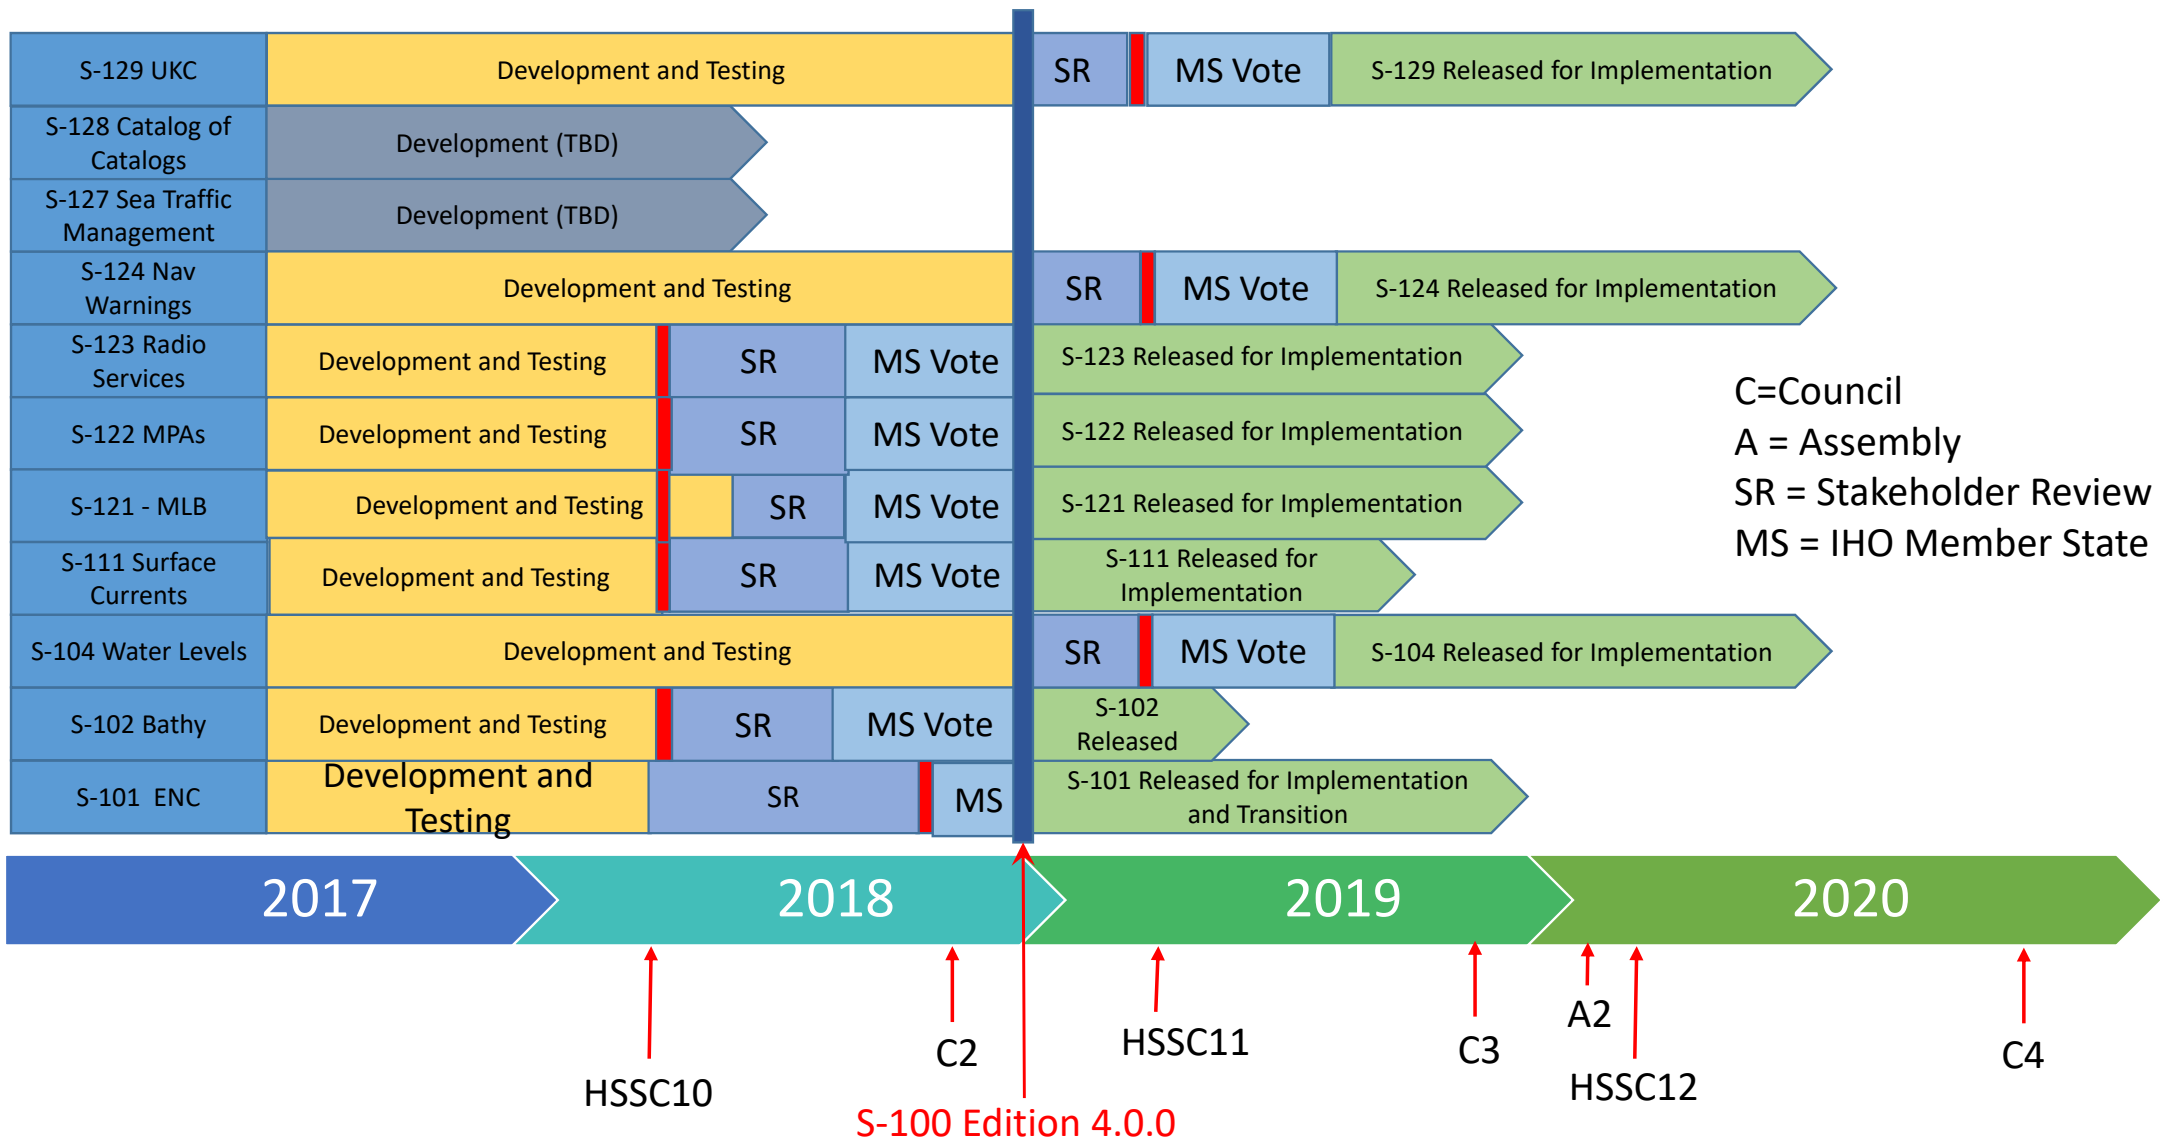 S-129 UKC
Development and Testing
SR
MS Vote
S-129 Released for Implementation
S-128 Catalog of
Catalogs
Development (TBD)
S-127 Sea Traffic
Management
Development (TBD)
S-124 Nav
Warnings
Development and Testing
SR
MS Vote
S-124 Released for Implementation
S-123 Radio
Services
Development and Testing
SR
MS Vote
S-123 Released for Implementation
S-122 MPAs
Development and Testing
SR
MS Vote
S-122 Released for Implementation
S-121 - MLB
Development and Testing
SR
MS Vote
S-121 Released for Implementation
S-111 Surface
Currents
Development and Testing
SR
MS Vote
S-111 Released for
Implementation
S-104 Water Levels
Development and Testing
SR
MS Vote
S-104 Released for Implementation
S-102 Bathy
Development and Testing
SR
MS Vote
S-102
Released
S-101 ENC
Development and
Testing
SR
MS
S-101 Released for Implementation
and Transition
C=Council
A = Assembly
SR = Stakeholder Review
MS = IHO Member State
2017
2018
2019
2020
HSSC10
C2
S-100 Edition 4.0.0
HSSC11
C3
A2
HSSC12
C4